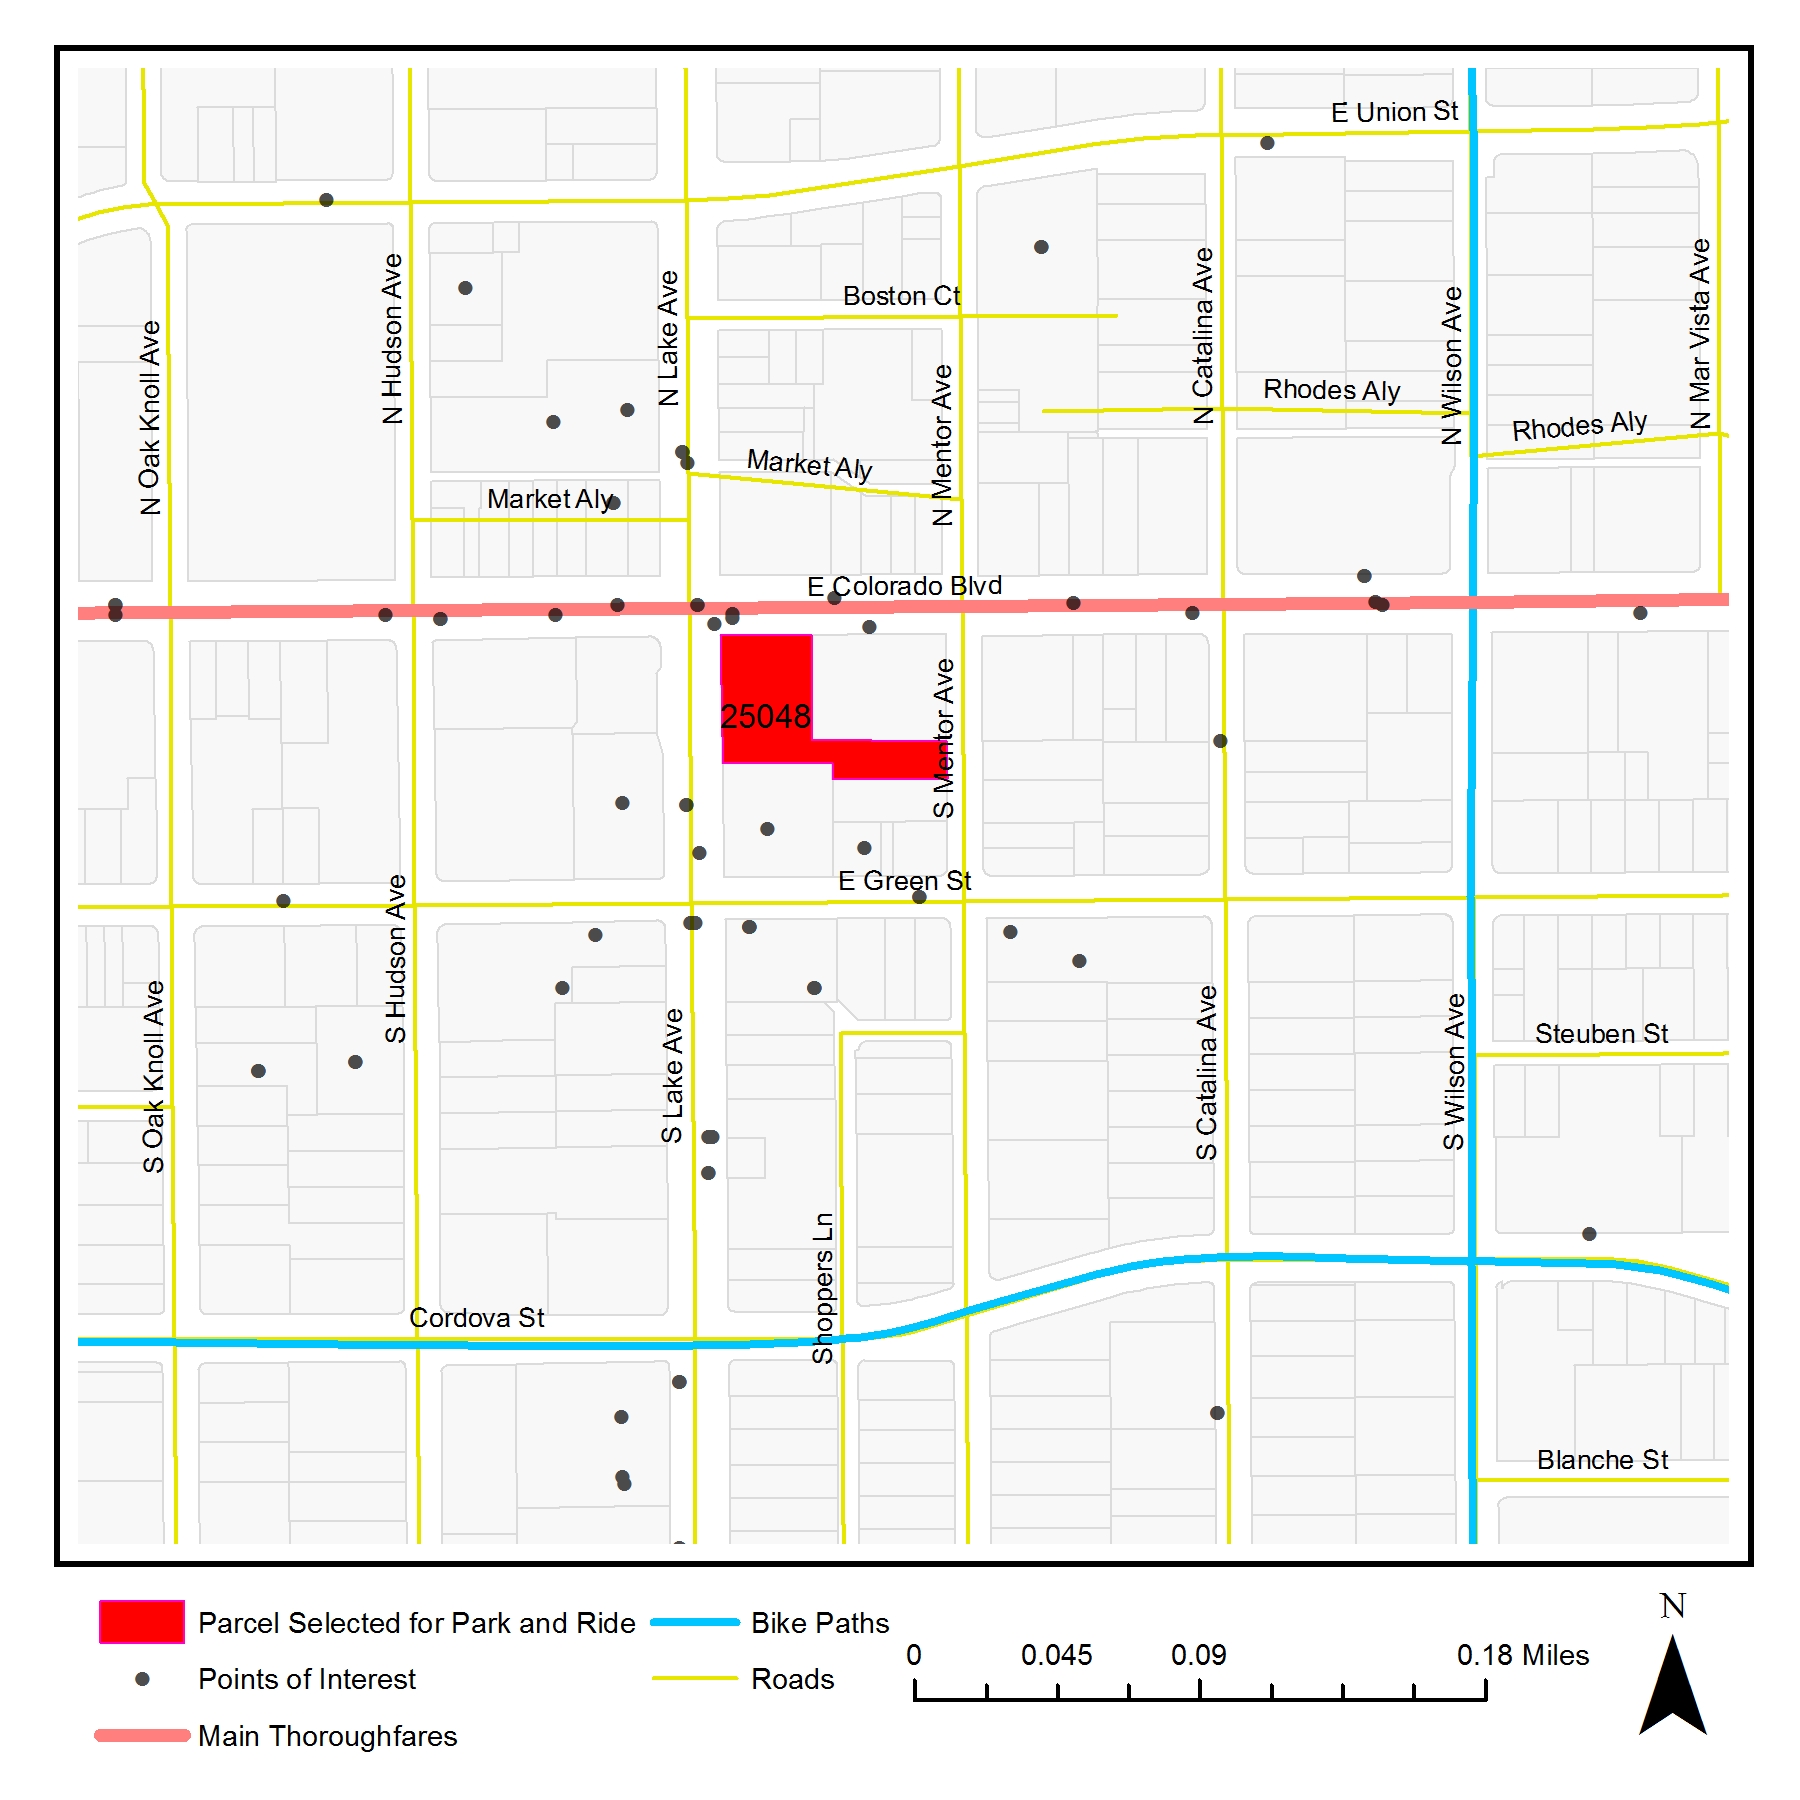 E Union St
N Oak Knoll Ave
N Hudson Ave
N Lake Ave
Boston Ct
N Mentor Ave
N Catalina Ave
N Wilson Ave
N Mar Vista Ave
Rhodes Aly
Rhodes Aly
Market Aly
Market Aly
E Colorado Blvd
25048
S Mentor Ave
E Green St
S Oak Knoll Ave
S Hudson Ave
S Lake Ave
S Catalina Ave
S Wilson Ave
Steuben St
Shoppers Ln
Cordova St
Blanche St
Parcel Selected for Park and Ride
Points of Interest
Main Thoroughfares
Bike Paths
Roads
0 0.045 0.09 0.18 Miles
N